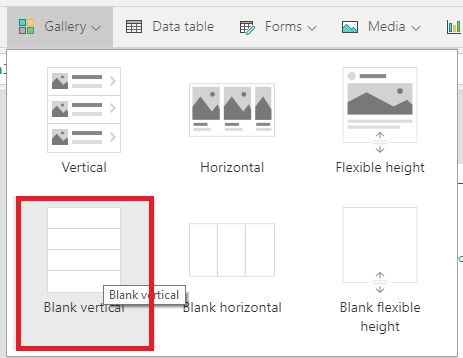 Gallery Data table Forms Media
Vertical Horizontal Flexible height
Blank vertical
Blank vertical Blank horizontal Blank flexible
height